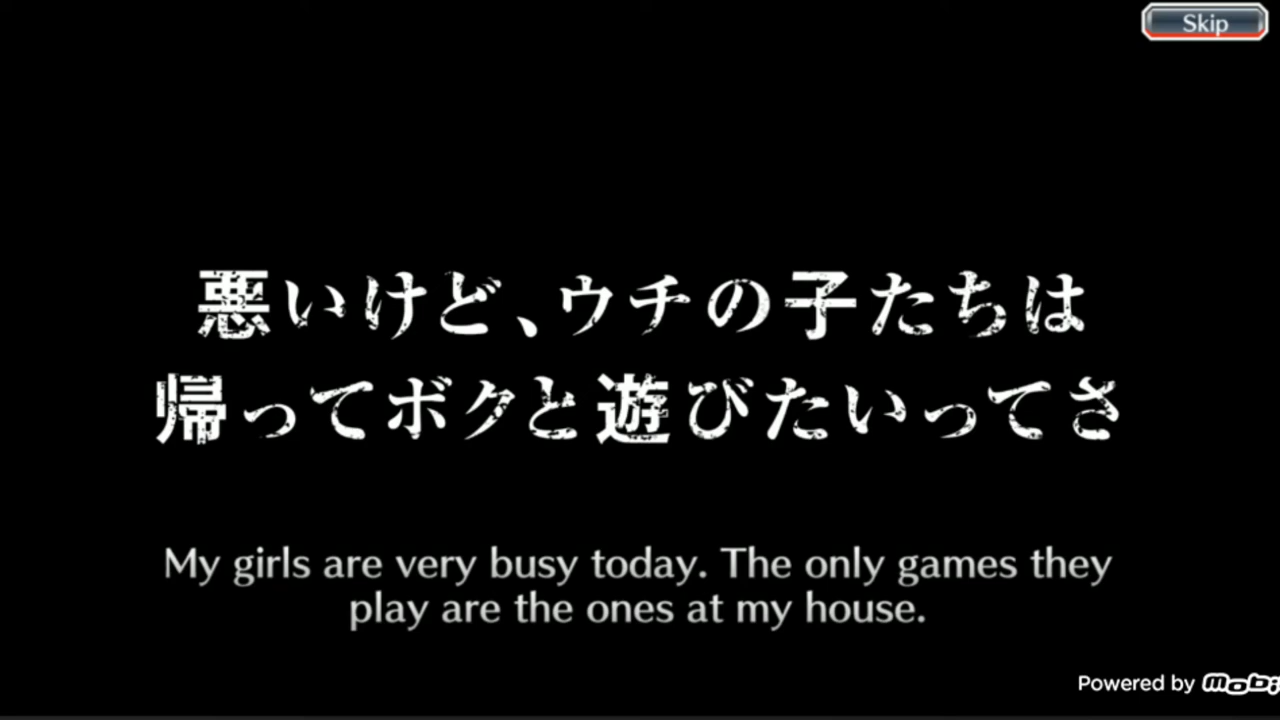 Skip
悪いけど、ウチの子たちは
帰ってボクと遊びたいってさ
My girls are very busy today. The only games they
play are the ones at my house.
Powered by